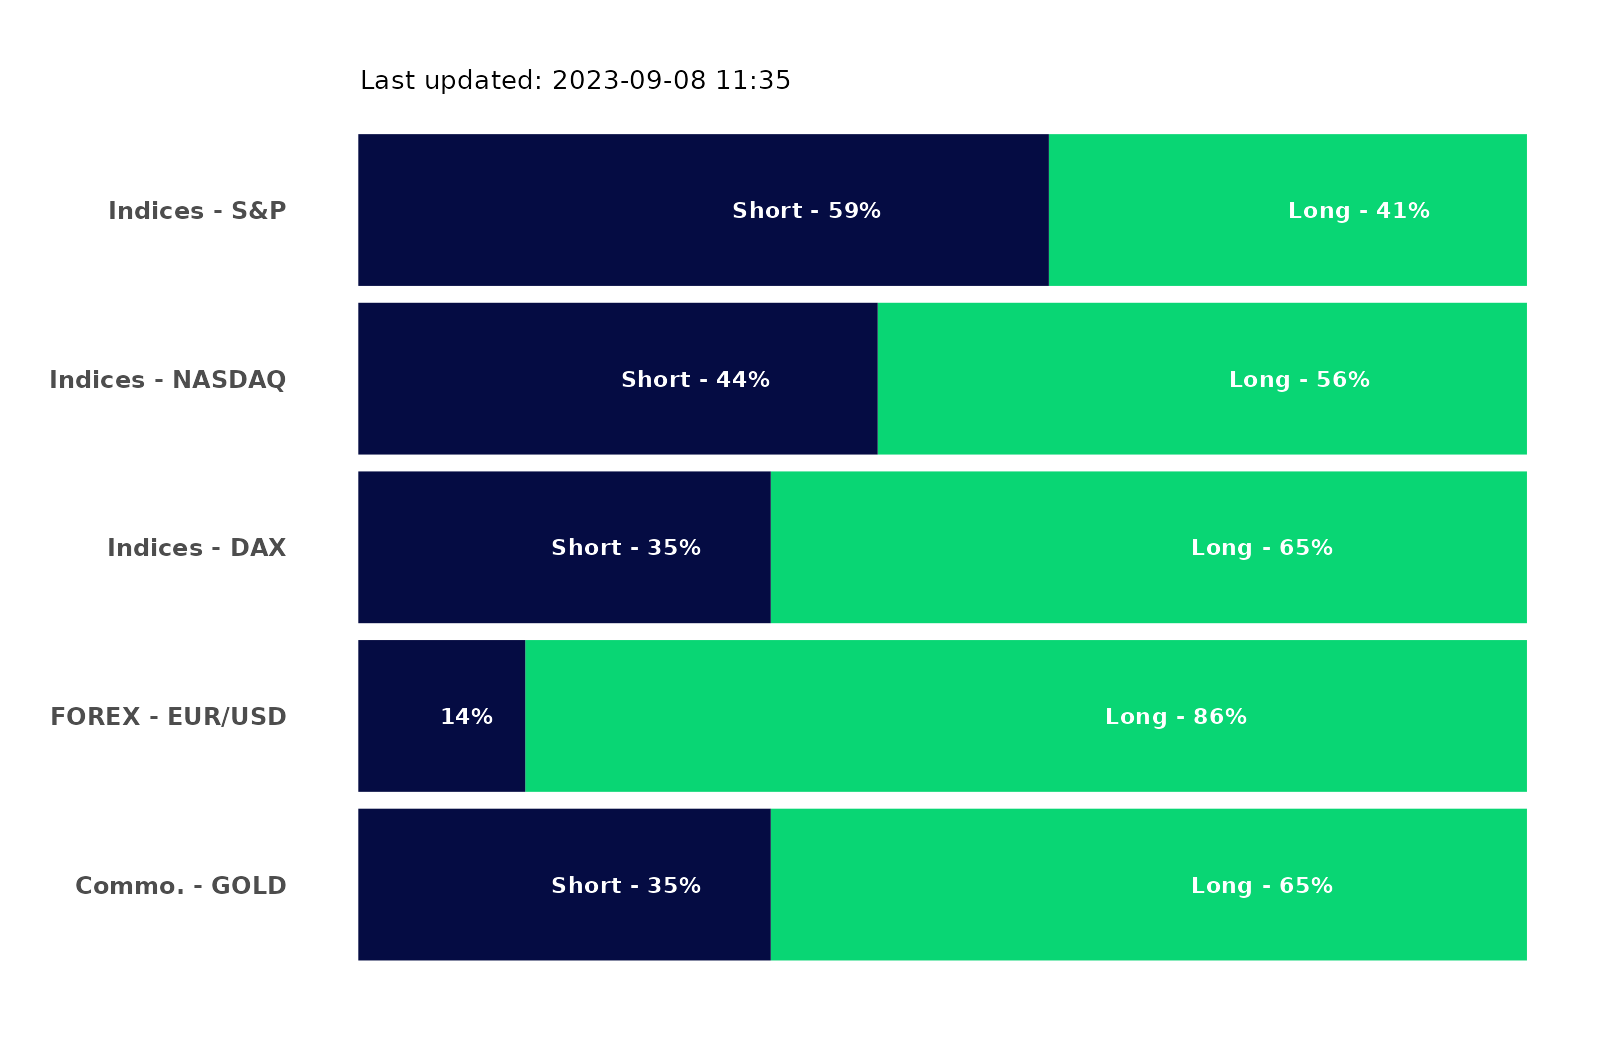 Last updated: 2023-09-08 11:35
Indices - S&P Short - 59% Long - 41%
Indices - NASDAQ Short - 44% Long - 56%
Indices - DAX Short - 35% Long - 65%
FOREX - EUR/USD 14% Long - 86%
Commo. - GOLD Short - 35% Long - 65%